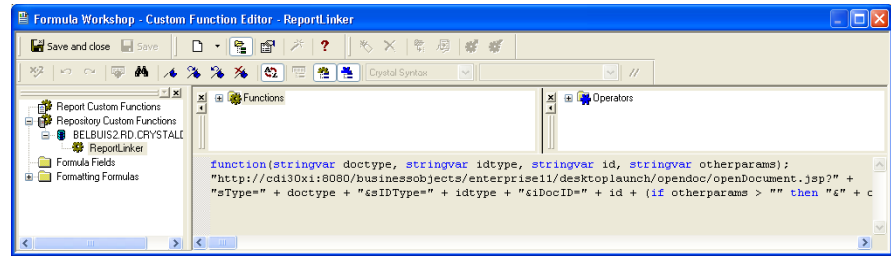 Formula Workshop - Custom Function Editor - ReportLinker
Save and close Save
Crystal Syntax
Report Custom Functions
Repository Custom Functions
BELBUIS2.RD.CRYSTALD
ReportLinker
Formula Fields
Formatting Formulas
Functions
Operators
function(stringvar doctype, stringvar idtype, stringvar id, stringvar otherparams);
"http://cdi30xi:8080/businessobjects/enterprise11/desktoplaunch/opendoc/openDocument.jsp?" +
"sType=" + doctype + "&sIDType=" + idtype + "&iDocID=" + id + (if otherparams > "" then "&" + o